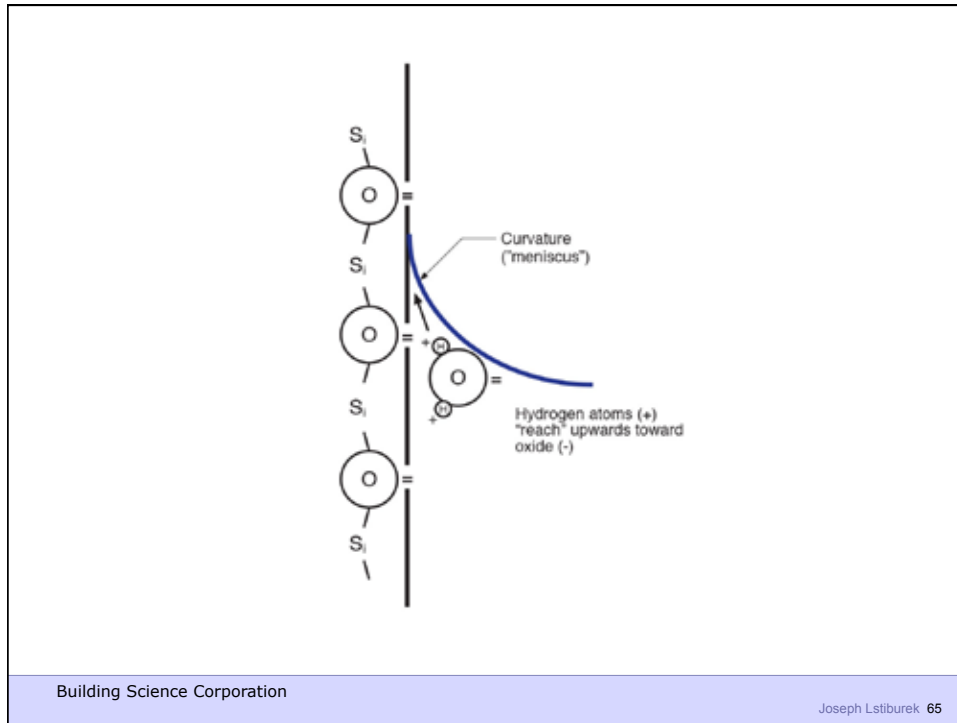 Si
O =
Si
Curvature
("meniscus")
O =
+ H
O =
+ H
Si
Hydrogen atoms (+)
"reach" upwards toward
oxide (-)
O =
Si
Building Science Corporation
Joseph Lstiburek 65